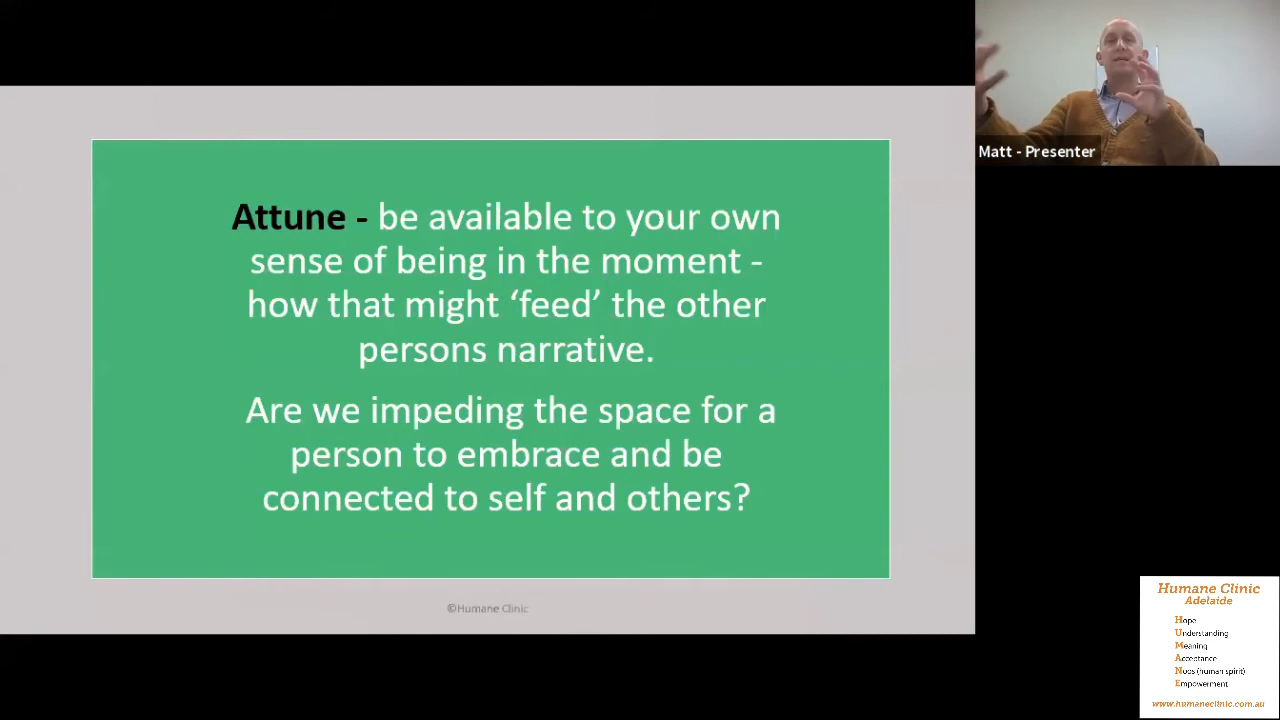 Attune - be available to your own
sense of being in the moment -
how that might ‘feed’ the other
persons narrative.
Are we impeding the space for a
person to embrace and be
connected to self and others?
©Humane Clinic
Matt - Presenter
Humane Clinic
Adelaide
Hope
Understanding
Meaning
Acceptance
Noos (human spirit)
Empowerment
www.humaneclinic.com.au